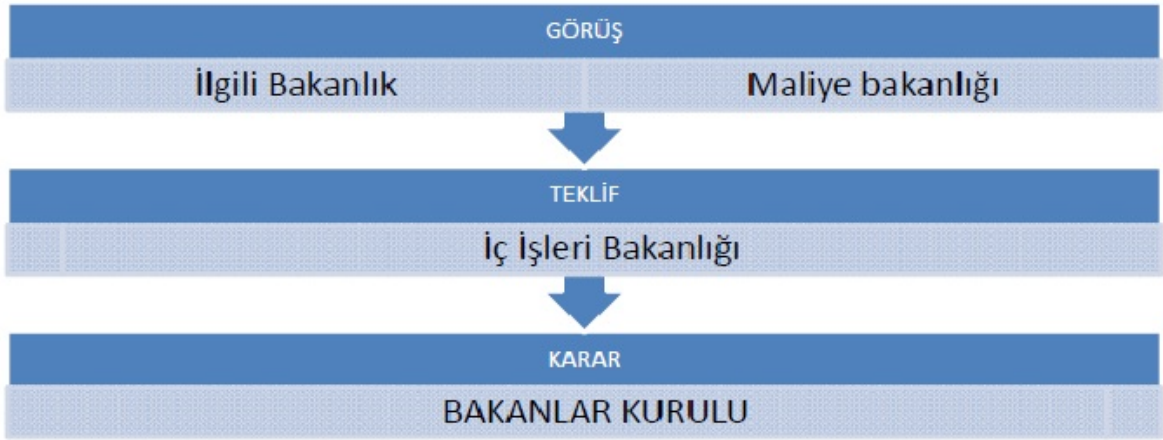 GÖRÜŞ
İlgili Bakanlık
Maliye bakanlığı
TEKLİF
İç İşleri Bakanlığı
KARAR
BAKANLAR KURULU